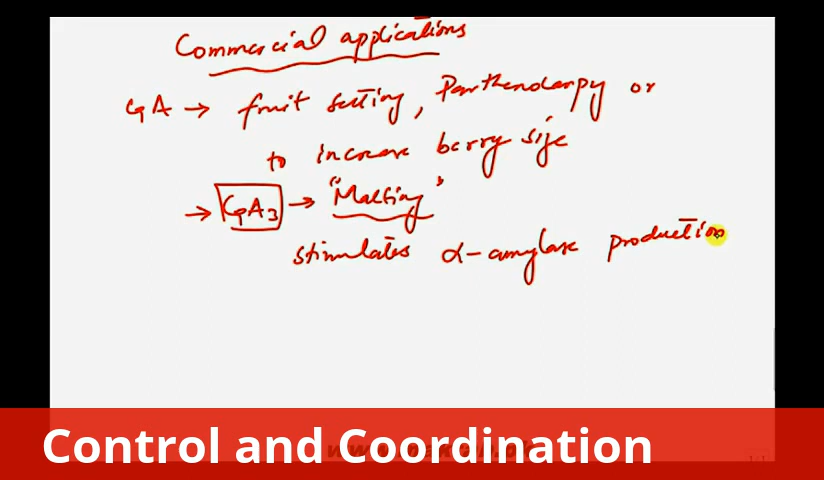 Commercial applications
GA → fruit setting, Parthenocarpy or
to increase berry size
→ GA3 → "Malting"
stimulates α-amylase production
Control and Coordination